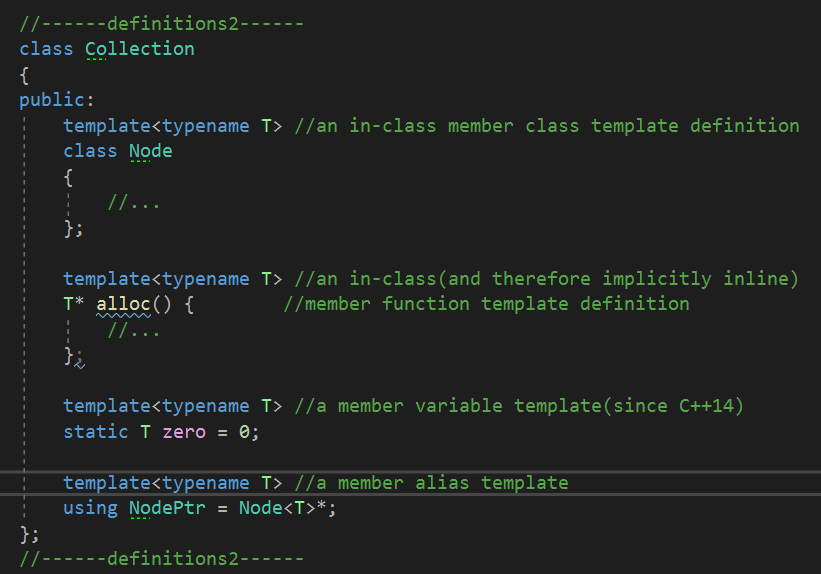 //------definitions2------
class Collection
{
public:
    template<typename T> //an in-class member class template definition
    class Node
    {
        //...
    };

    template<typename T> //an in-class(and therefore implicitly inline)
    T* alloc() {        //member function template definition
        //...
    };

    template<typename T> //a member variable template(since C++14)
    static T zero = 0;

    template<typename T> //a member alias template
    using NodePtr = Node<T>*;
};
//------definitions2------